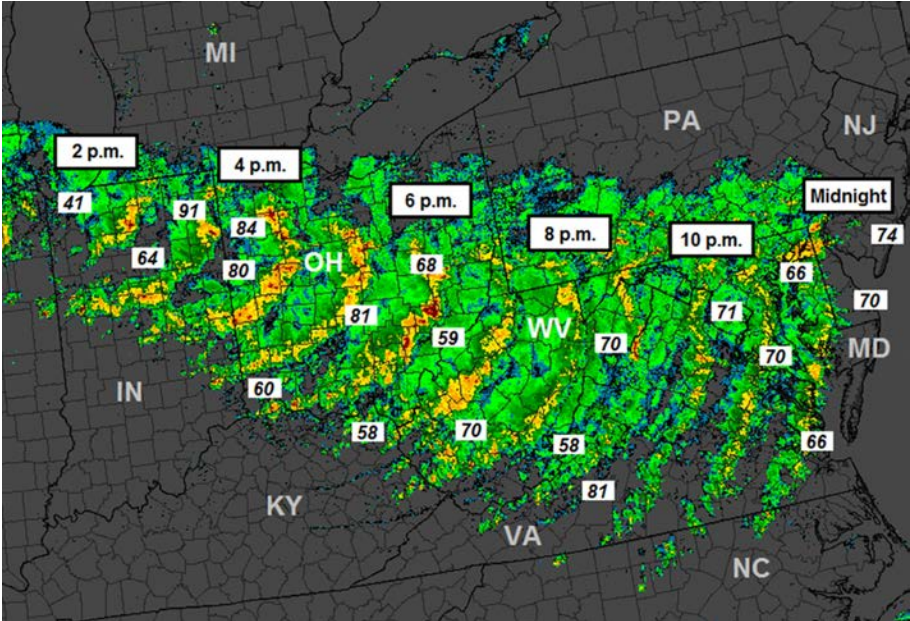 MI
PA
NJ
2 p.m.
4 p.m.
6 p.m.
Midnight
8 p.m.
10 p.m.
41
91
84
74
64
80
OH
68
66
81
59
WV
70
71
70
70
MD
IN
60
58
70
58
66
81
KY
VA
NC